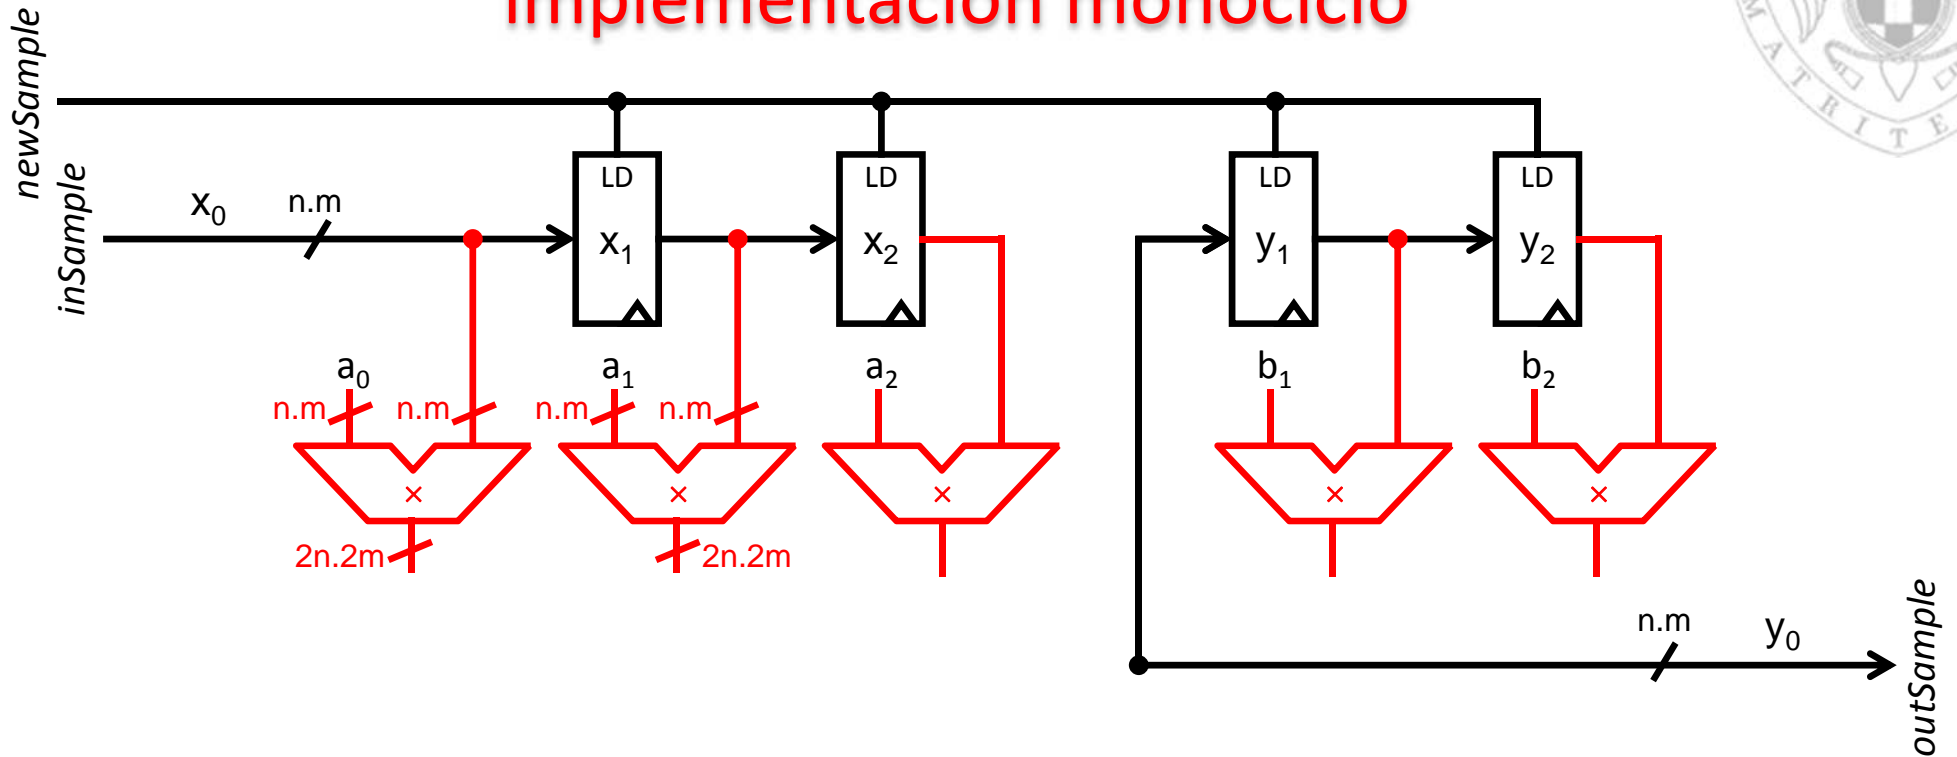 implementación monociclo
newSample
LD LD LD LD
inSample
x0 n.m
x1 x2 y1 y2
a0 a1 a2 b1 b2
n.m n.m n.m n.m
× × × × ×
2n.2m 2n.2m
n.m y0
outSample
MATRITE